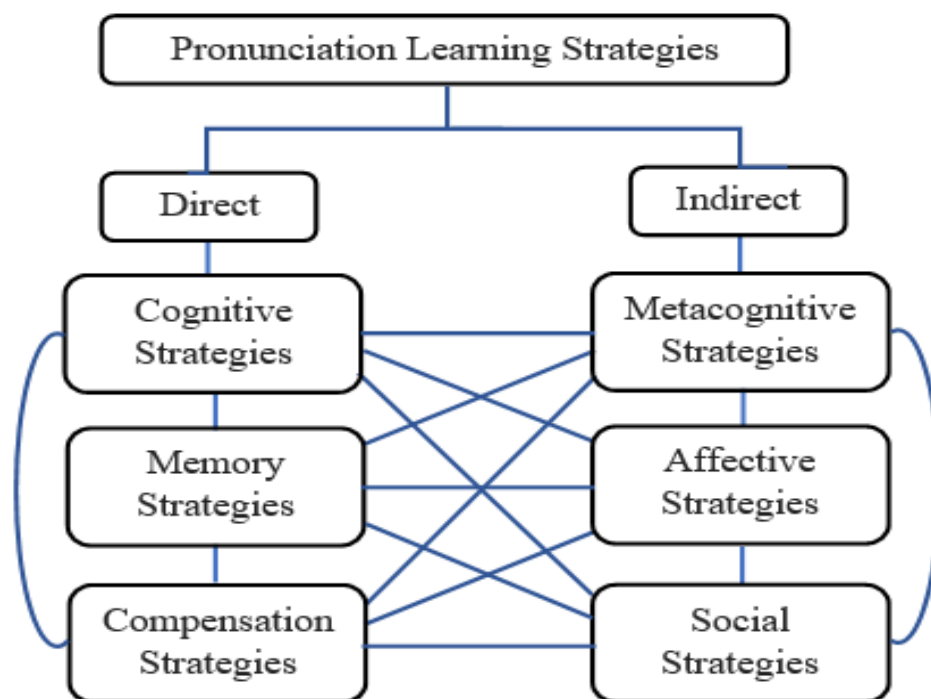 Pronunciation Learning Strategies
Direct
Indirect
Cognitive
Strategies
Metacognitive
Strategies
Memory
Strategies
Affective
Strategies
Compensation
Strategies
Social
Strategies